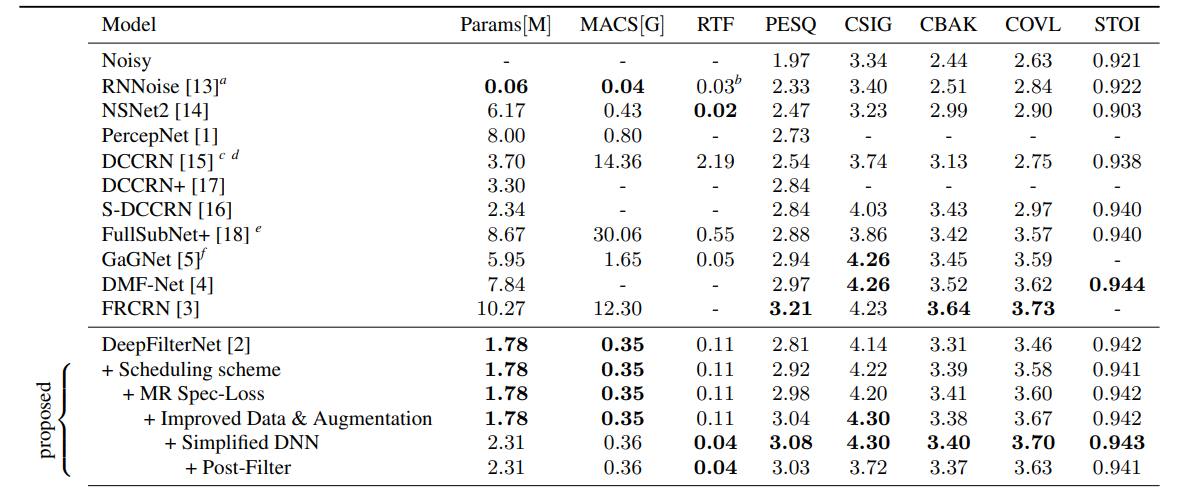 Model Params[M] MACS[G] RTF PESQ CSIG CBAK COVL STOI
Noisy - - - 1.97 3.34 2.44 2.63 0.921
RNNoise [13]a 0.06 0.04 0.03b 2.33 3.40 2.51 2.84 0.922
NSNet2 [14] 6.17 0.43 0.02 2.47 3.23 2.99 2.90 0.903
PercepNet [1] 8.00 0.80 - 2.73 - - - -
DCCRN [15] c d 3.70 14.36 2.19 2.54 3.74 3.13 2.75 0.938
DCCRN+ [17] 3.30 - - 2.84 - - - -
S-DCCRN [16] 2.34 - - 2.84 4.03 3.43 2.97 0.940
FullSubNet+ [18] e 8.67 30.06 0.55 2.88 3.86 3.42 3.57 0.940
GaGNet [5]f 5.95 1.65 0.05 2.94 4.26 3.45 3.59 -
DMF-Net [4] 7.84 - - 2.97 4.26 3.52 3.62 0.944
FRCRN [3] 10.27 12.30 - 3.21 4.23 3.64 3.73 -
DeepFilterNet [2] 1.78 0.35 0.11 2.81 4.14 3.31 3.46 0.942
+ Scheduling scheme 1.78 0.35 0.11 2.92 4.22 3.39 3.58 0.941
+ MR Spec-Loss 1.78 0.35 0.11 2.98 4.20 3.41 3.60 0.942
+ Improved Data & Augmentation 1.78 0.35 0.11 3.04 4.30 3.38 3.67 0.942
+ Simplified DNN 2.31 0.36 0.04 3.08 4.30 3.40 3.70 0.943
+ Post-Filter 2.31 0.36 0.04 3.03 3.72 3.37 3.63 0.941
proposed